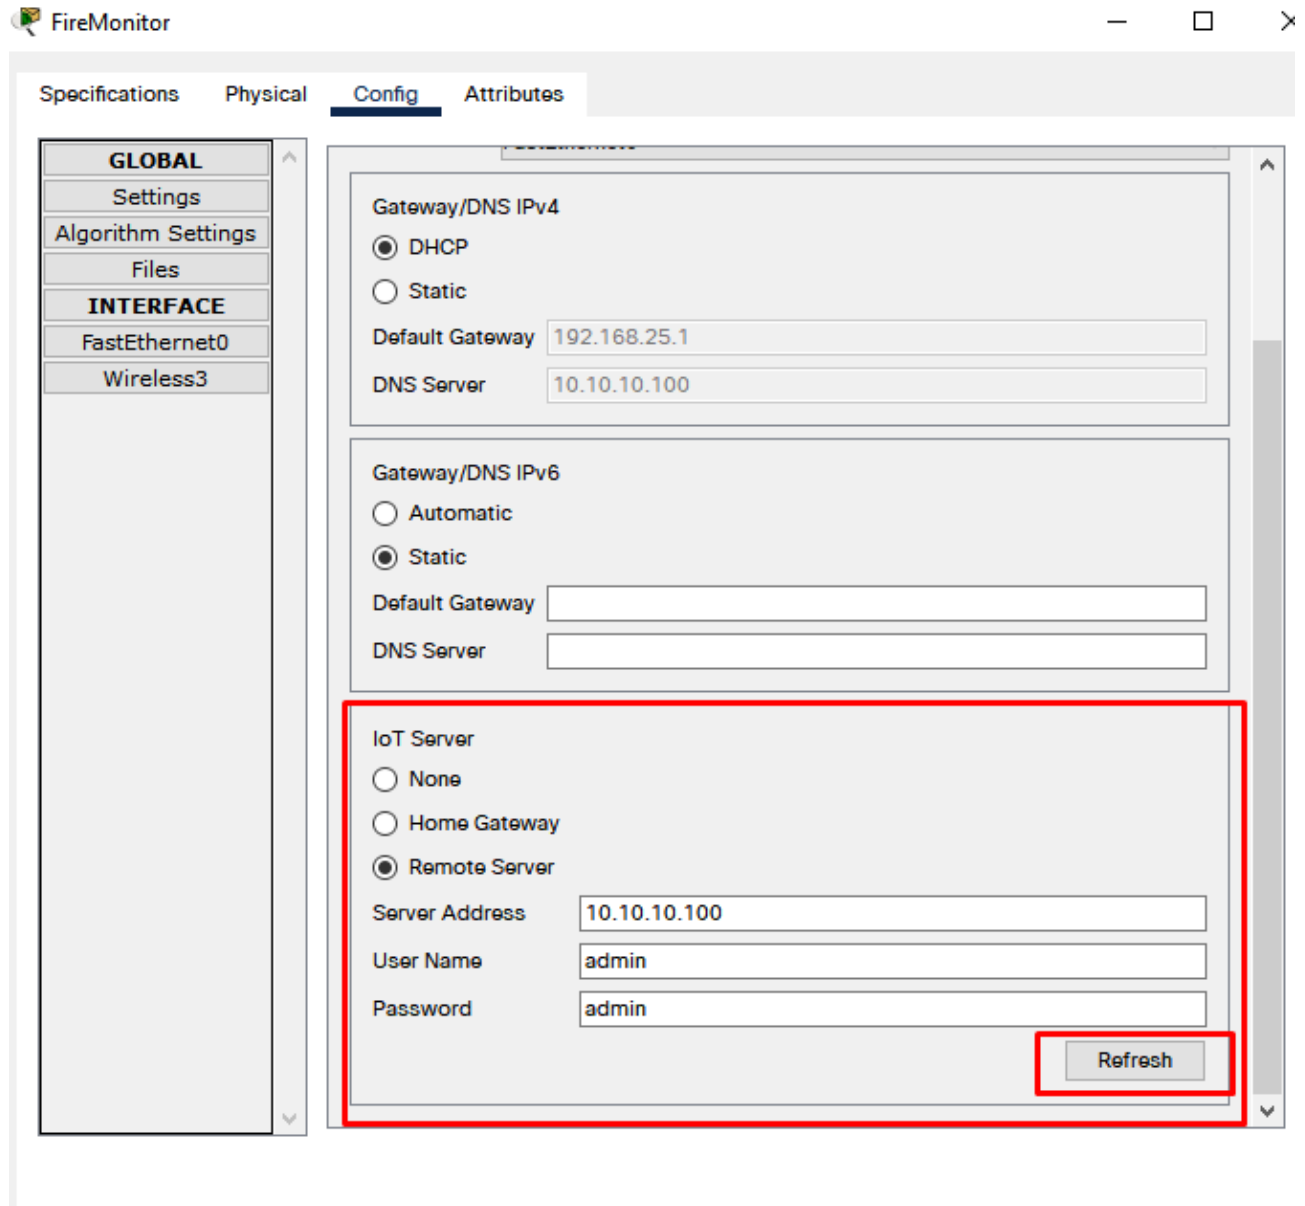 FireMonitor
Specifications Physical Config Attributes
GLOBAL
Settings
Algorithm Settings
Files
INTERFACE
FastEthernet0
Wireless3
Gateway/DNS IPv4
DHCP
Static
Default Gateway 192.168.25.1
DNS Server 10.10.10.100
Gateway/DNS IPv6
Automatic
Static
Default Gateway
DNS Server
IoT Server
None
Home Gateway
Remote Server
Server Address 10.10.10.100
User Name admin
Password admin
Refresh